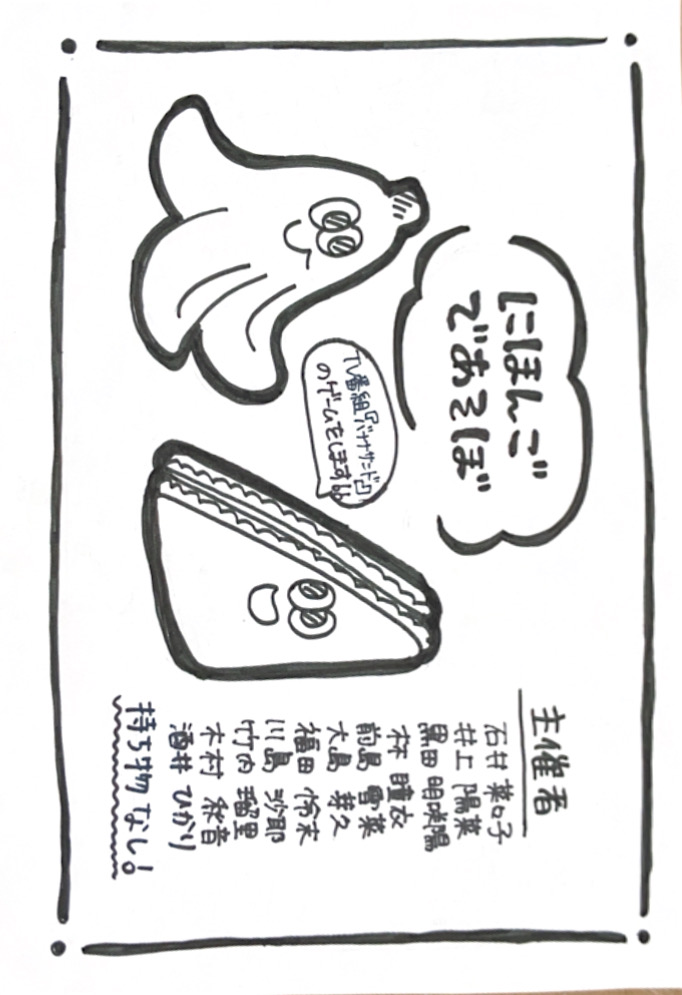 にほんご
であそぼ
TV番組『バナナサンド』
のゲームをします!!
主催者
石井 菜口子
井上 陽菜
黒田 明咲陽
林 瞳衣
前島 雪菜
大島 芽久
福田 怜末
川島 沙耶
竹内 瑠里
木村 秋音
酒井 ひかり
持ち物なし!